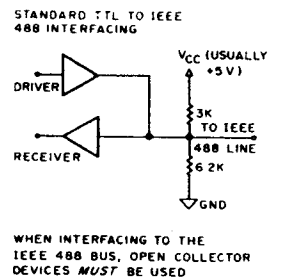 STANDARD TTL TO IEEE
488 INTERFACING
VCC (USUALLY
+5V)
DRIVER
3K
TO IEEE
488 LINE
RECEIVER
6.2K
GND
WHEN INTERFACING TO THE
IEEE 488 BUS, OPEN COLLECTOR
DEVICES MUST BE USED